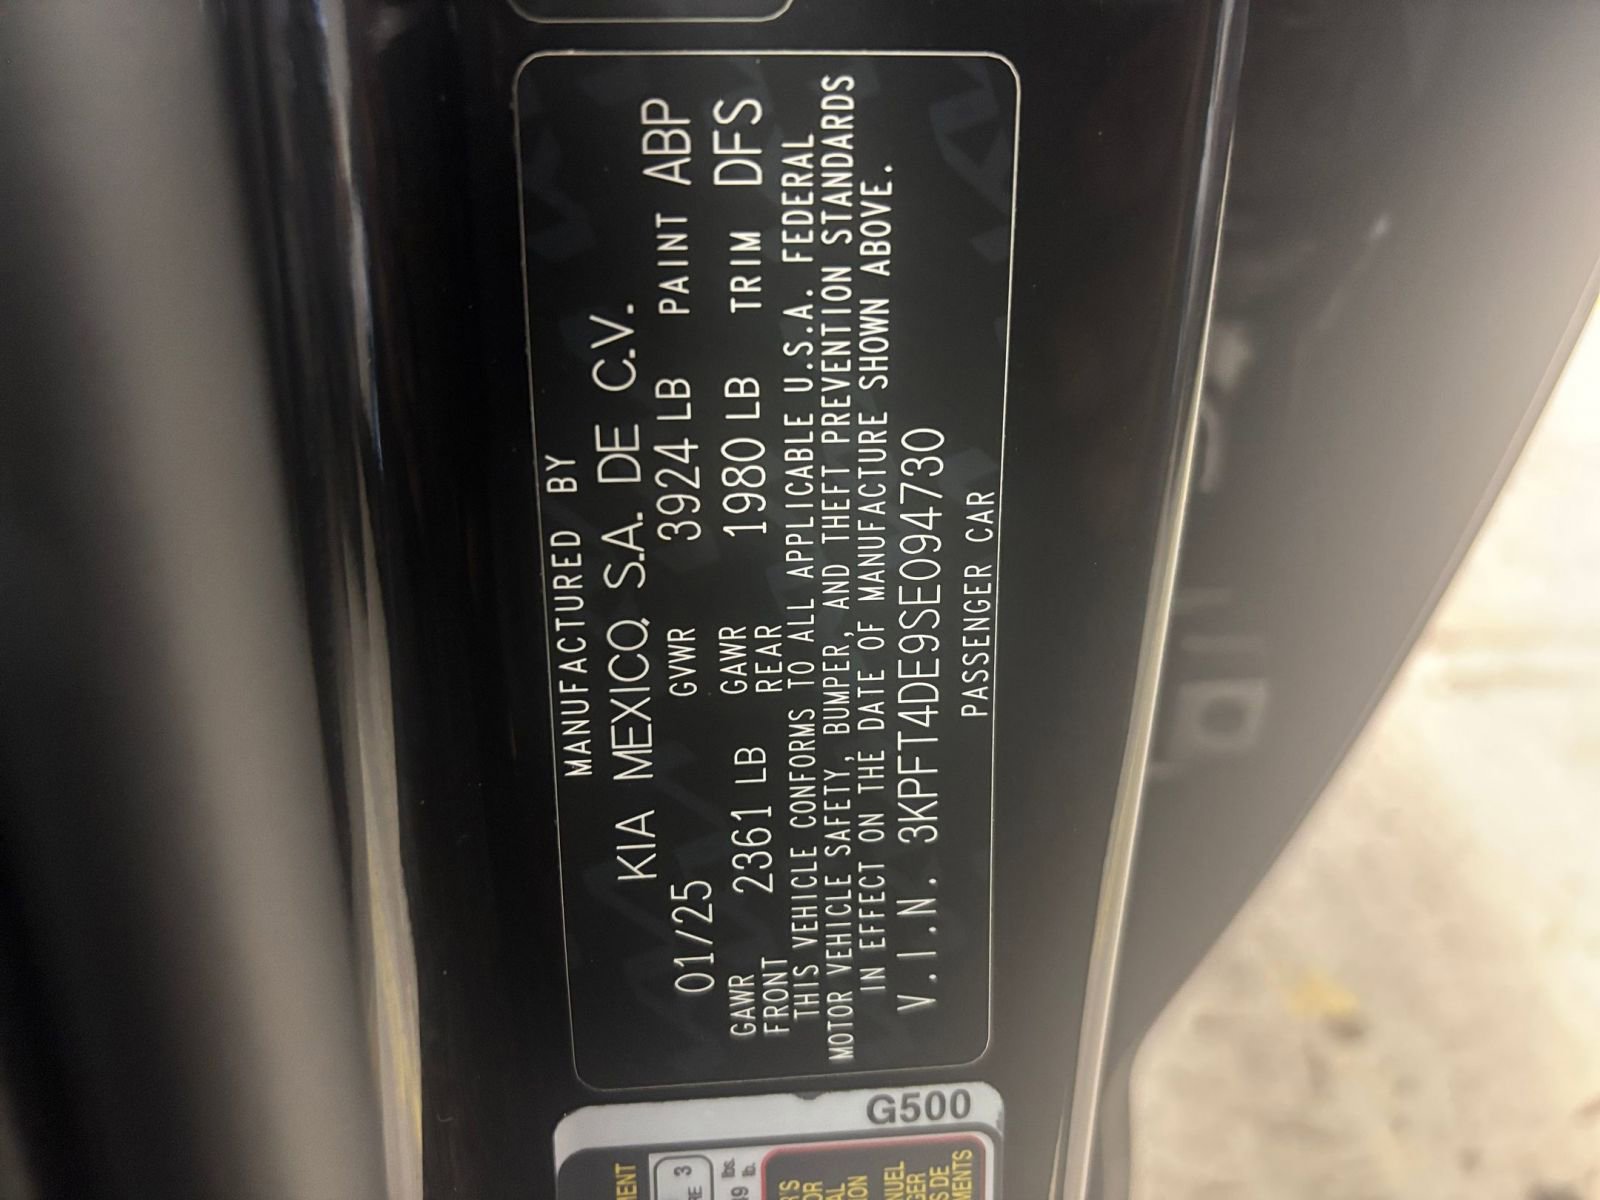 MANUFACTURED BY
KIA MEXICO, S.A. DE C.V.
01/25 GVWR 3924 LB PAINT ABP
GAWR FRONT 2361 LB GAWR REAR 1980 LB TRIM DFS
THIS VEHICLE CONFORMS TO ALL APPLICABLE U.S.A. FEDERAL
MOTOR VEHICLE SAFETY, BUMPER, AND THEFT PREVENTION STANDARDS
IN EFFECT ON THE DATE OF MANUFACTURE SHOWN ABOVE.
V.I.N. 3KPFT4DE9SE094730
PASSENGER CAR
G500